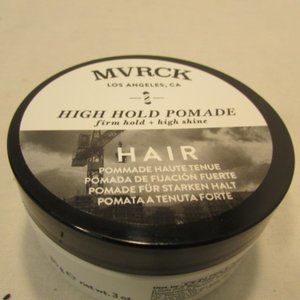 MVRCK
LOS ANGELES, CA
HIGH HOLD POMADE
firm hold + high shine
HAIR
POMMADE HAUTE TENUE
POMADA DE FIJACIÓN FUERTE
POMADE FÜR STARKEN HALT
POMATA A TENUTA FORTE
net wt. 3 oz